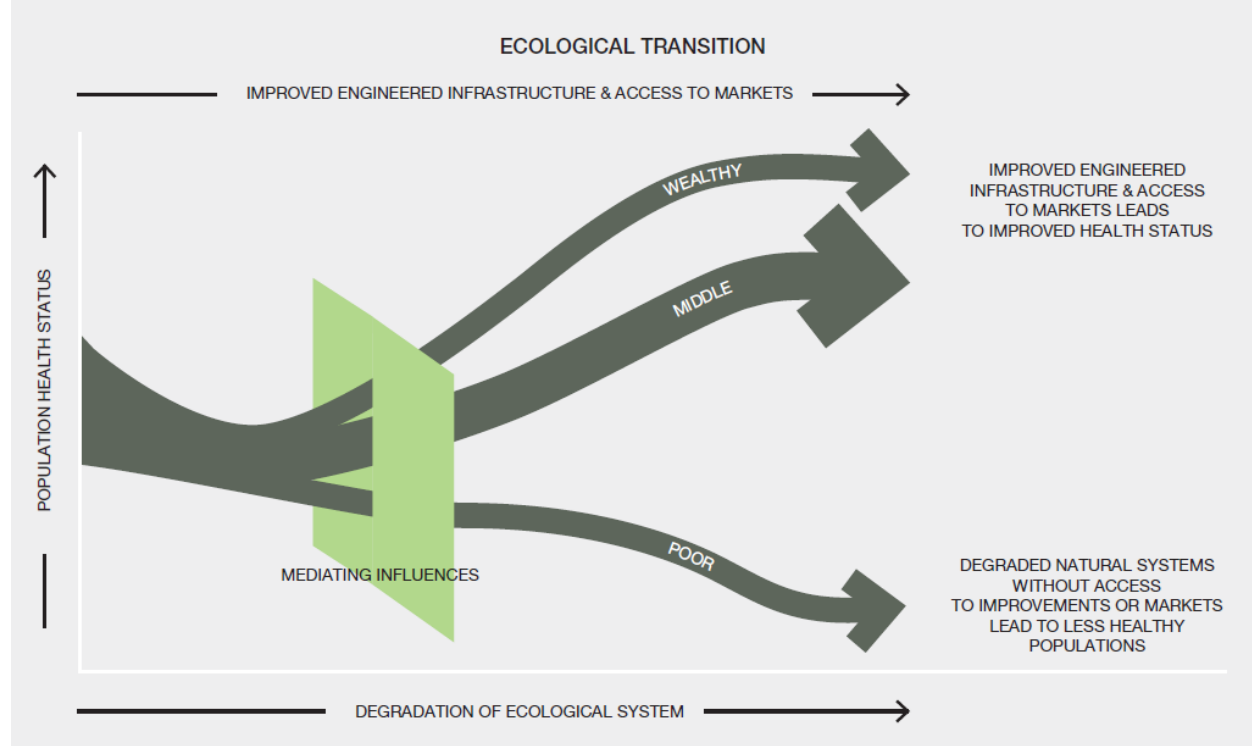 ECOLOGICAL TRANSITION
IMPROVED ENGINEERED INFRASTRUCTURE & ACCESS TO MARKETS
POPULATION HEALTH STATUS
WEALTHY
MIDDLE
POOR
MEDIATING INFLUENCES
IMPROVED ENGINEERED
INFRASTRUCTURE & ACCESS
TO MARKETS LEADS
TO IMPROVED HEALTH STATUS
DEGRADED NATURAL SYSTEMS
WITHOUT ACCESS
TO IMPROVEMENTS OR MARKETS
LEAD TO LESS HEALTHY
POPULATIONS
DEGRADATION OF ECOLOGICAL SYSTEM